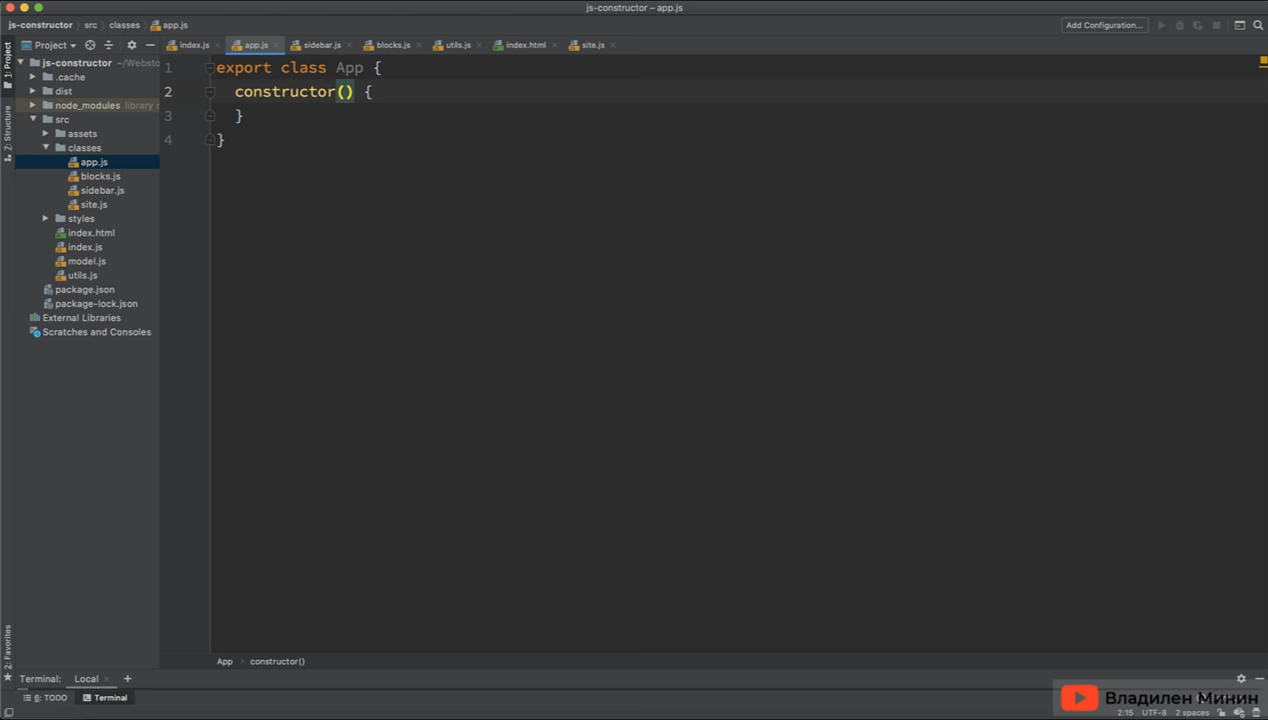 js-constructor – app.js
js-constructor
src
classes
app.js
Add Configuration...
Project
index.js
app.js
sidebar.js
blocks.js
utils.js
index.html
site.js
1: Project
js-constructor ~/Websto
.cache
dist
node_modules library r
src
assets
classes
app.js
blocks.js
sidebar.js
site.js
styles
index.html
index.js
model.js
utils.js
package.json
package-lock.json
External Libraries
Scratches and Consoles
Z: Structure
2: Favorites
1 export class App {
2 constructor() {
3 }
4 }
App
constructor()
Terminal:
Local
+
6: TODO
Terminal
Владилен Минин
2:15
UTF-8
2 spaces